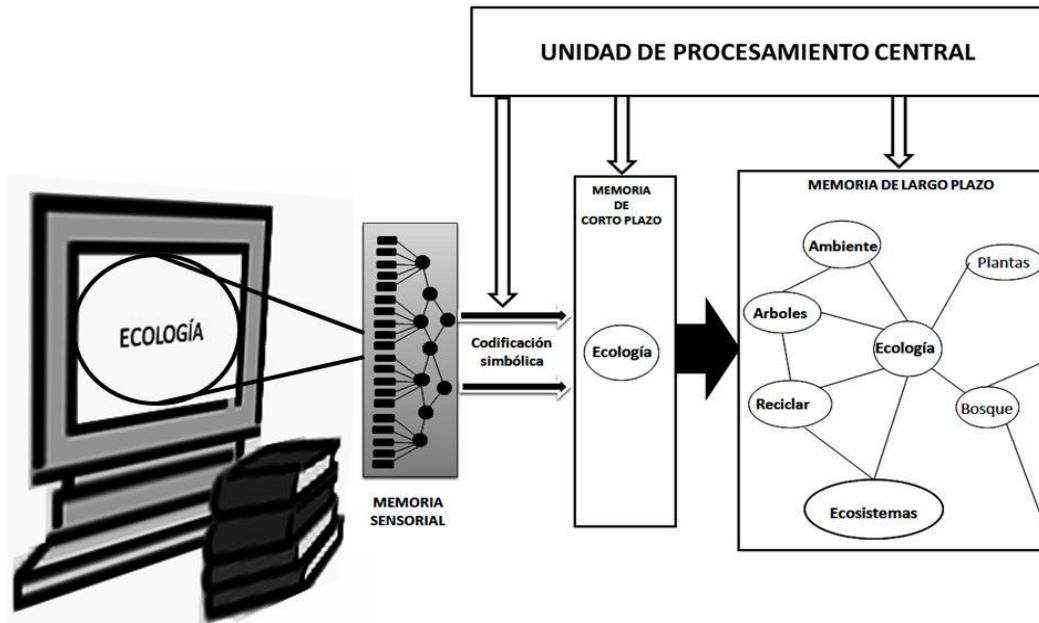 UNIDAD DE PROCESAMIENTO CENTRAL
ECOLOGÍA
MEMORIA
SENSORIAL
Codificación
simbólica
MEMORIA
DE
CORTO PLAZO
Ecología
MEMORIA DE LARGO PLAZO
Ambiente
Plantas
Arboles
Ecología
Reciclar
Bosque
Ecosistemas